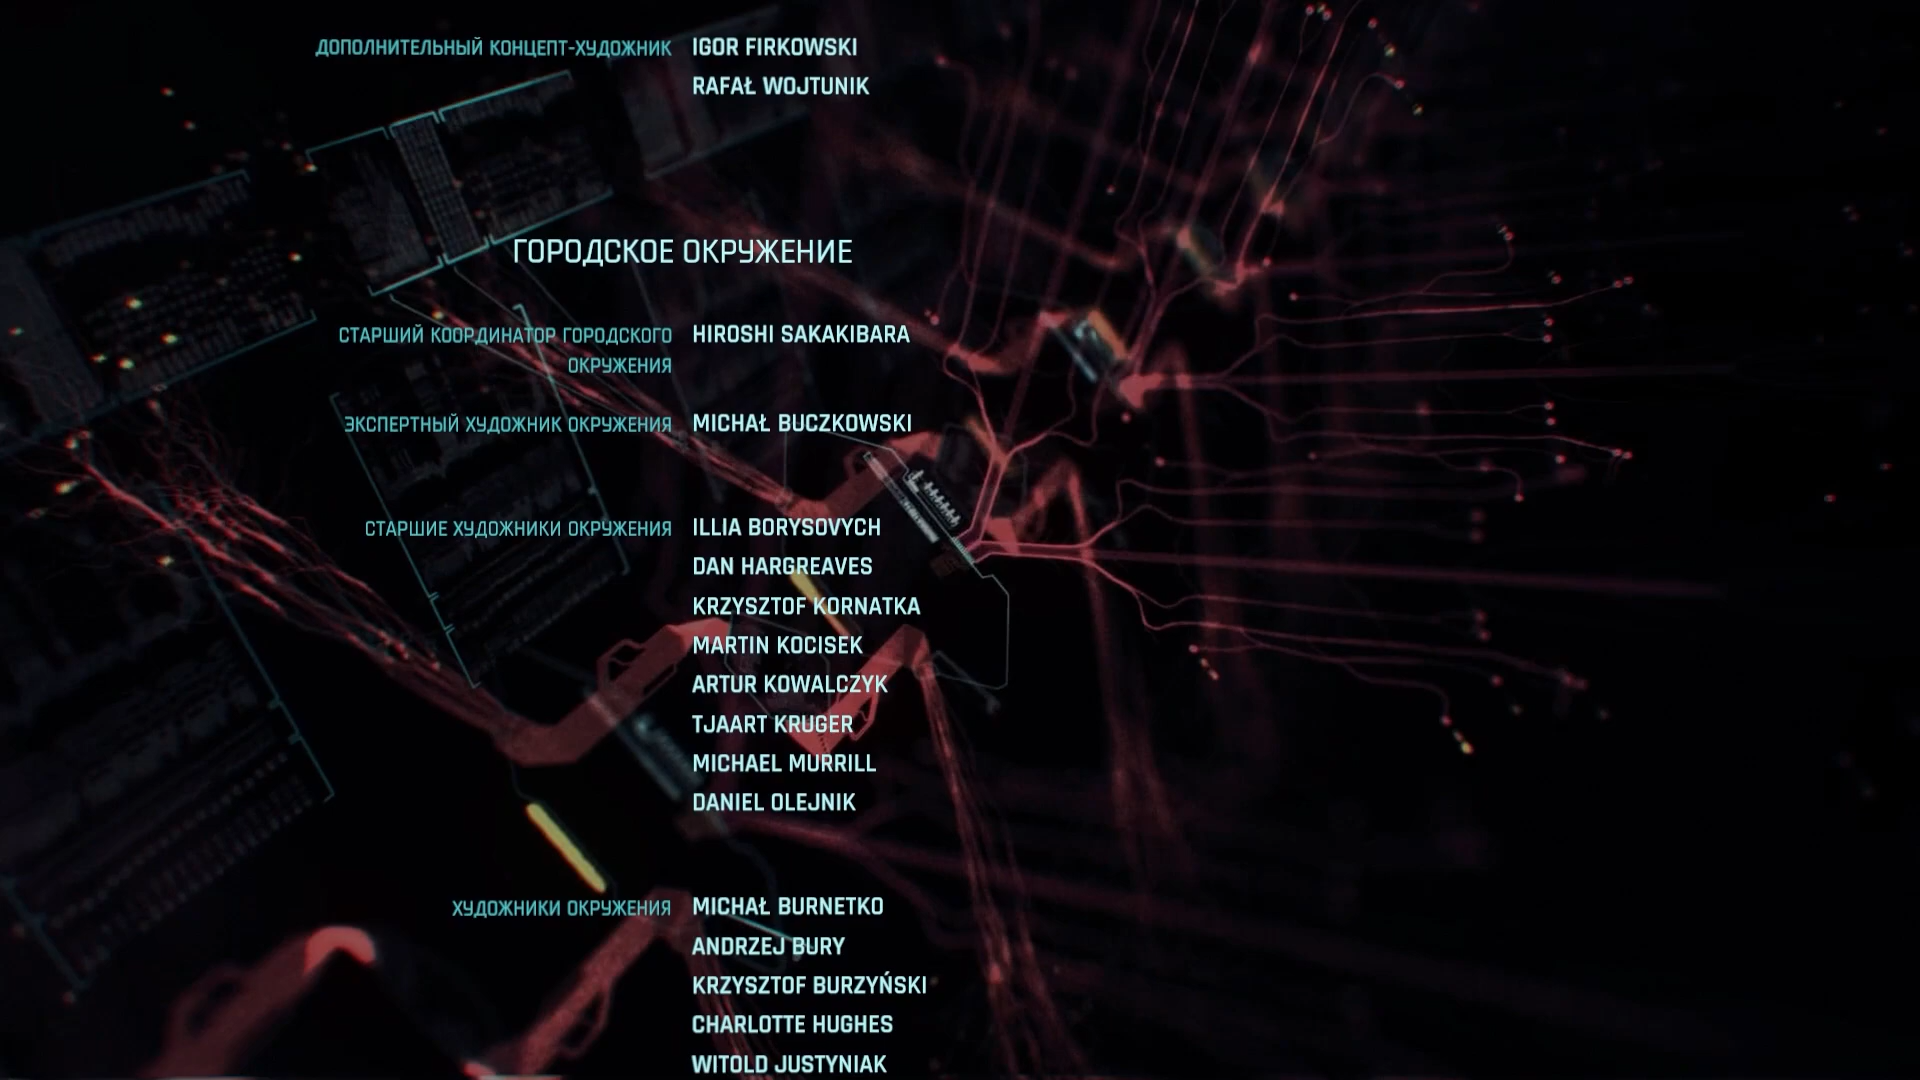 ДОПОЛНИТЕЛЬНЫЙ КОНЦЕПТ-ХУДОЖНИК IGOR FIRKOWSKI
RAFAŁ WOJTUNIK
ГОРОДСКОЕ ОКРУЖЕНИЕ
СТАРШИЙ КООРДИНАТОР ГОРОДСКОГО HIROSHI SAKAKIBARA
ОКРУЖЕНИЯ
ЭКСПЕРТНЫЙ ХУДОЖНИК ОКРУЖЕНИЯ MICHAŁ BUCZKOWSKI
СТАРШИЕ ХУДОЖНИКИ ОКРУЖЕНИЯ ILLIA BORYSOVYCH
DAN HARGREAVES
KRZYSZTOF KORNATKA
MARTIN KOCISEK
ARTUR KOWALCZYK
TJAART KRUGER
MICHAEL MURRILL
DANIEL OLEJNIK
ХУДОЖНИКИ ОКРУЖЕНИЯ MICHAŁ BURNETKO
ANDRZEJ BURY
KRZYSZTOF BURZYŃSKI
CHARLOTTE HUGHES
WITOLD JUSTYNIAK